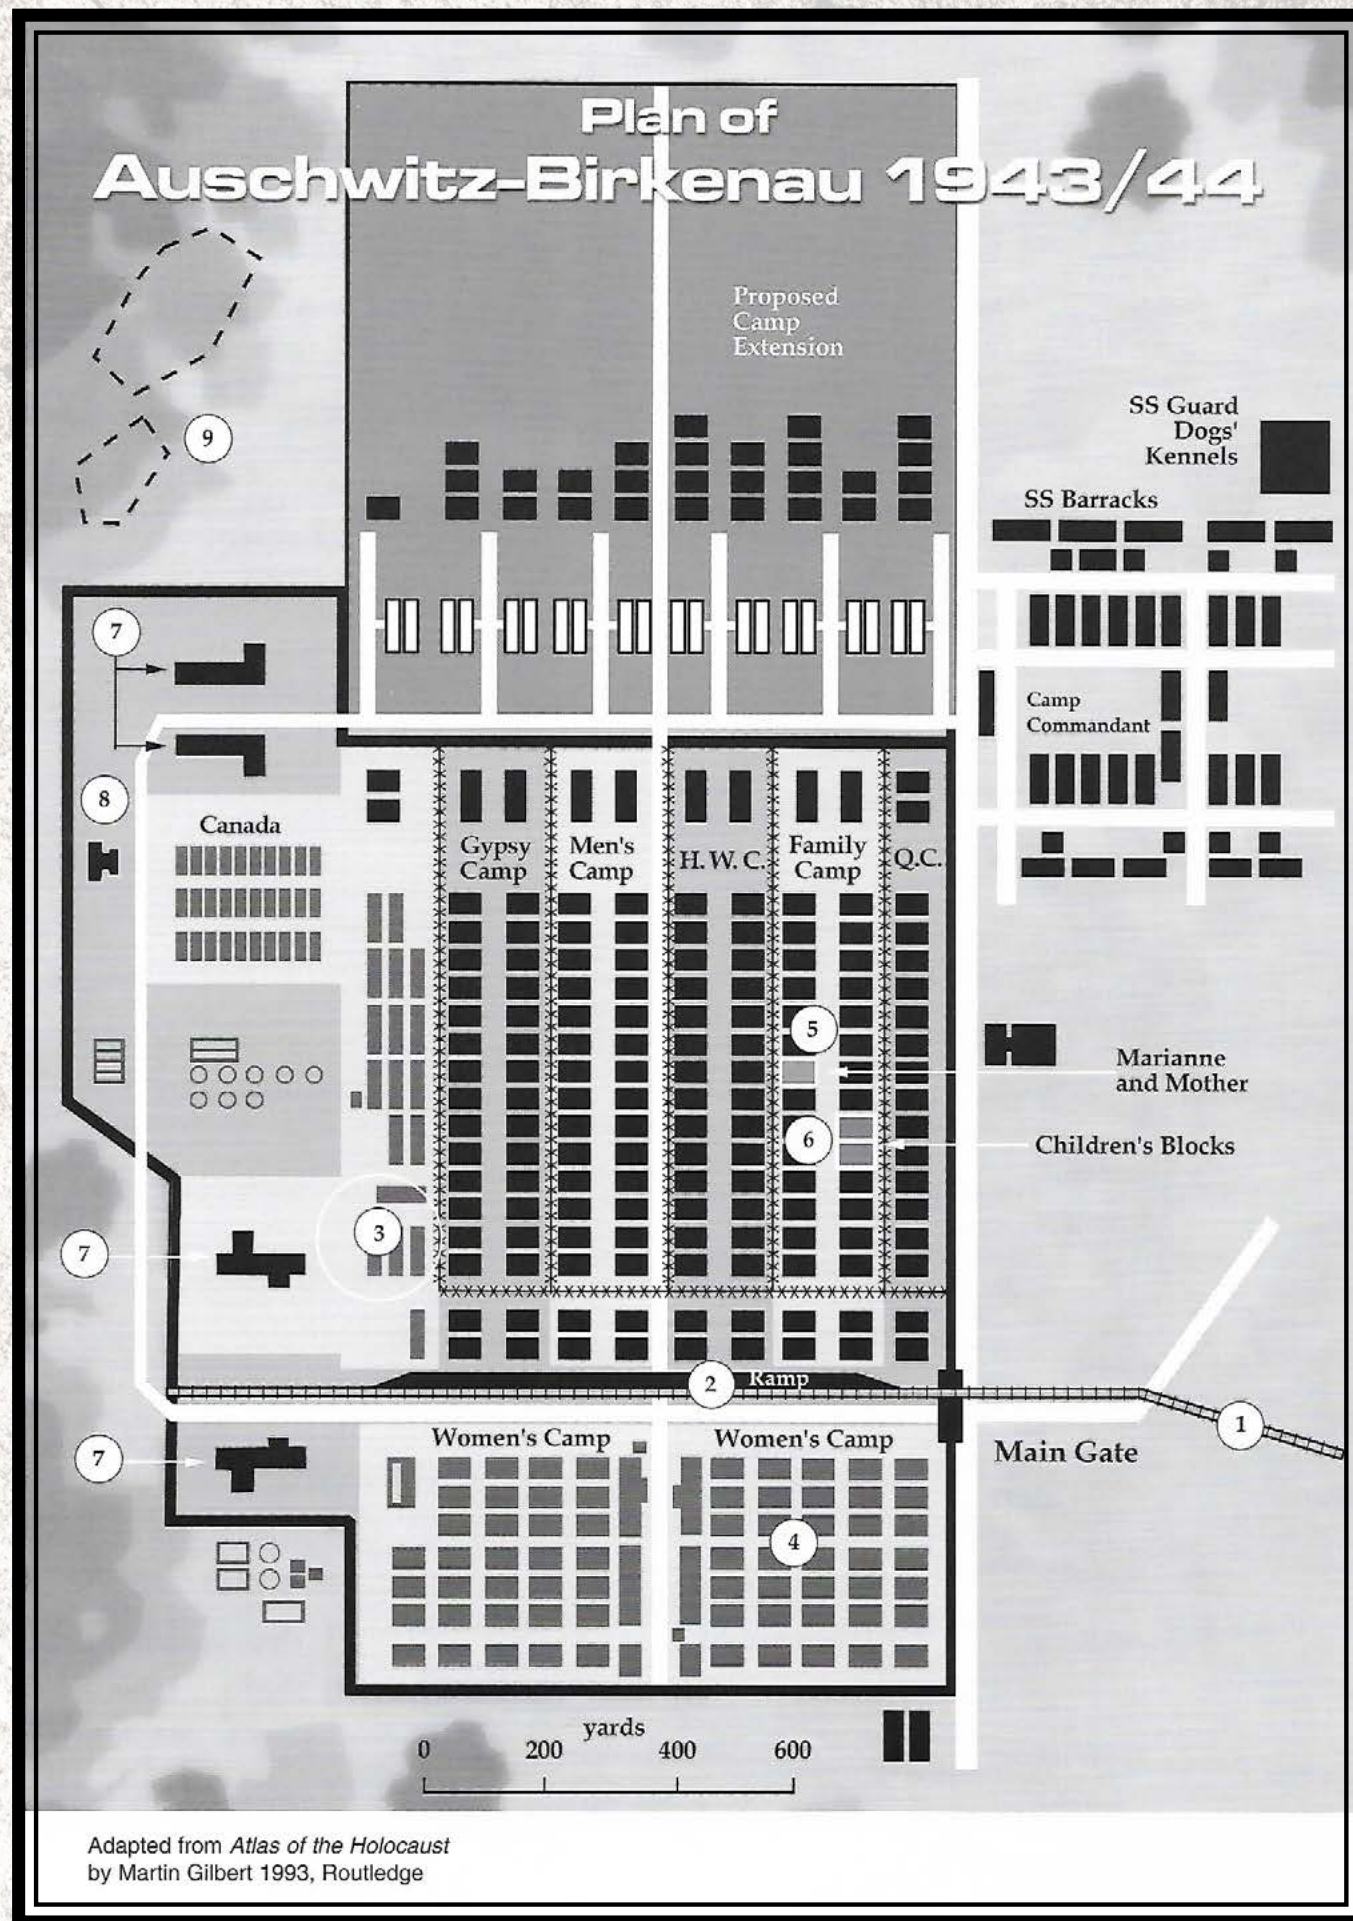 Plan of
Auschwitz-Birkenau 1943/44
Proposed
Camp
Extension
9
SS Guard
Dogs'
Kennels
SS Barracks
7
Camp
Commandant
8
Canada
Gypsy
Camp
Men's
Camp
H. W. C.
Family
Camp
Q.C.
5
Marianne
and Mother
6
Children's Blocks
3
7
2
Ramp
1
Women's Camp
Women's Camp
Main Gate
7
4
yards
0 200 400 600
Adapted from Atlas of the Holocaust
by Martin Gilbert 1993, Routledge